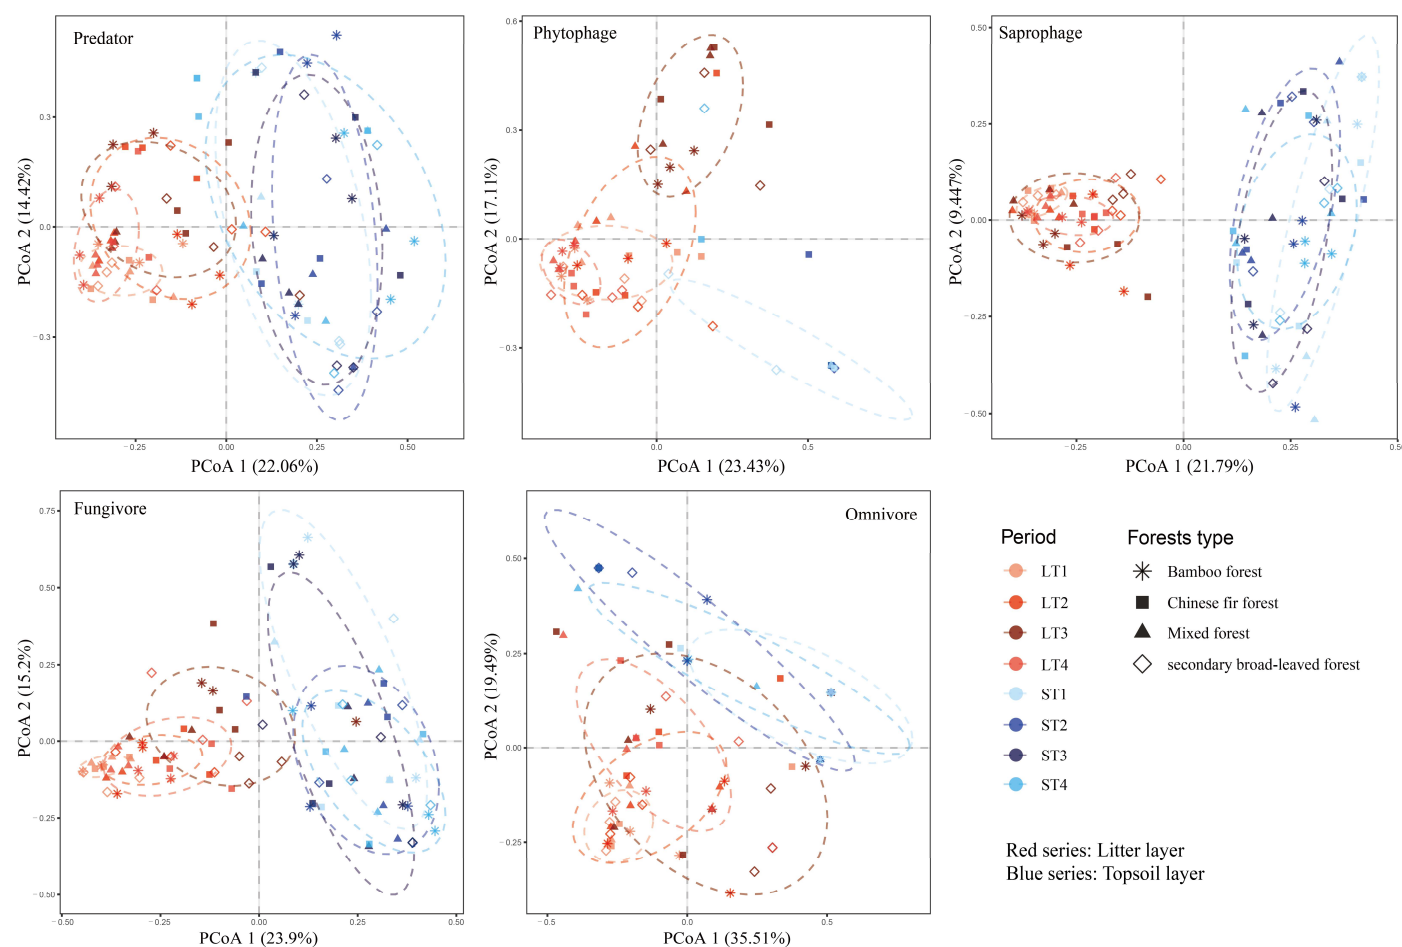 Predator
0.3
0.0
−0.3
−0.25
0.00
0.25
0.50
PCoA 2 (14.42%)
PCoA 1 (22.06%)
Phytophage
0.6
0.3
0.0
−0.3
0.0
0.5
PCoA 2 (17.11%)
PCoA 1 (23.43%)
Saprophage
0.50
0.25
0.00
−0.25
−0.50
−0.25
0.00
0.25
0.5
PCoA 2 (9.447%)
PCoA 1 (21.79%)
Fungivore
0.75
0.50
0.25
0.00
−0.25
−0.50
−0.50
−0.25
0.00
0.25
0.50
PCoA 2 (15.2%)
PCoA 1 (23.9%)
Omnivore
0.50
0.25
0.00
−0.25
−0.5
0.0
0.5
PCoA 2 (19.49%)
PCoA 1 (35.51%)
Period
LT1
LT2
LT3
LT4
ST1
ST2
ST3
ST4
Forests type
Bamboo forest
Chinese fir forest
Mixed forest
secondary broad-leaved forest
Red series: Litter layer
Blue series: Topsoil layer